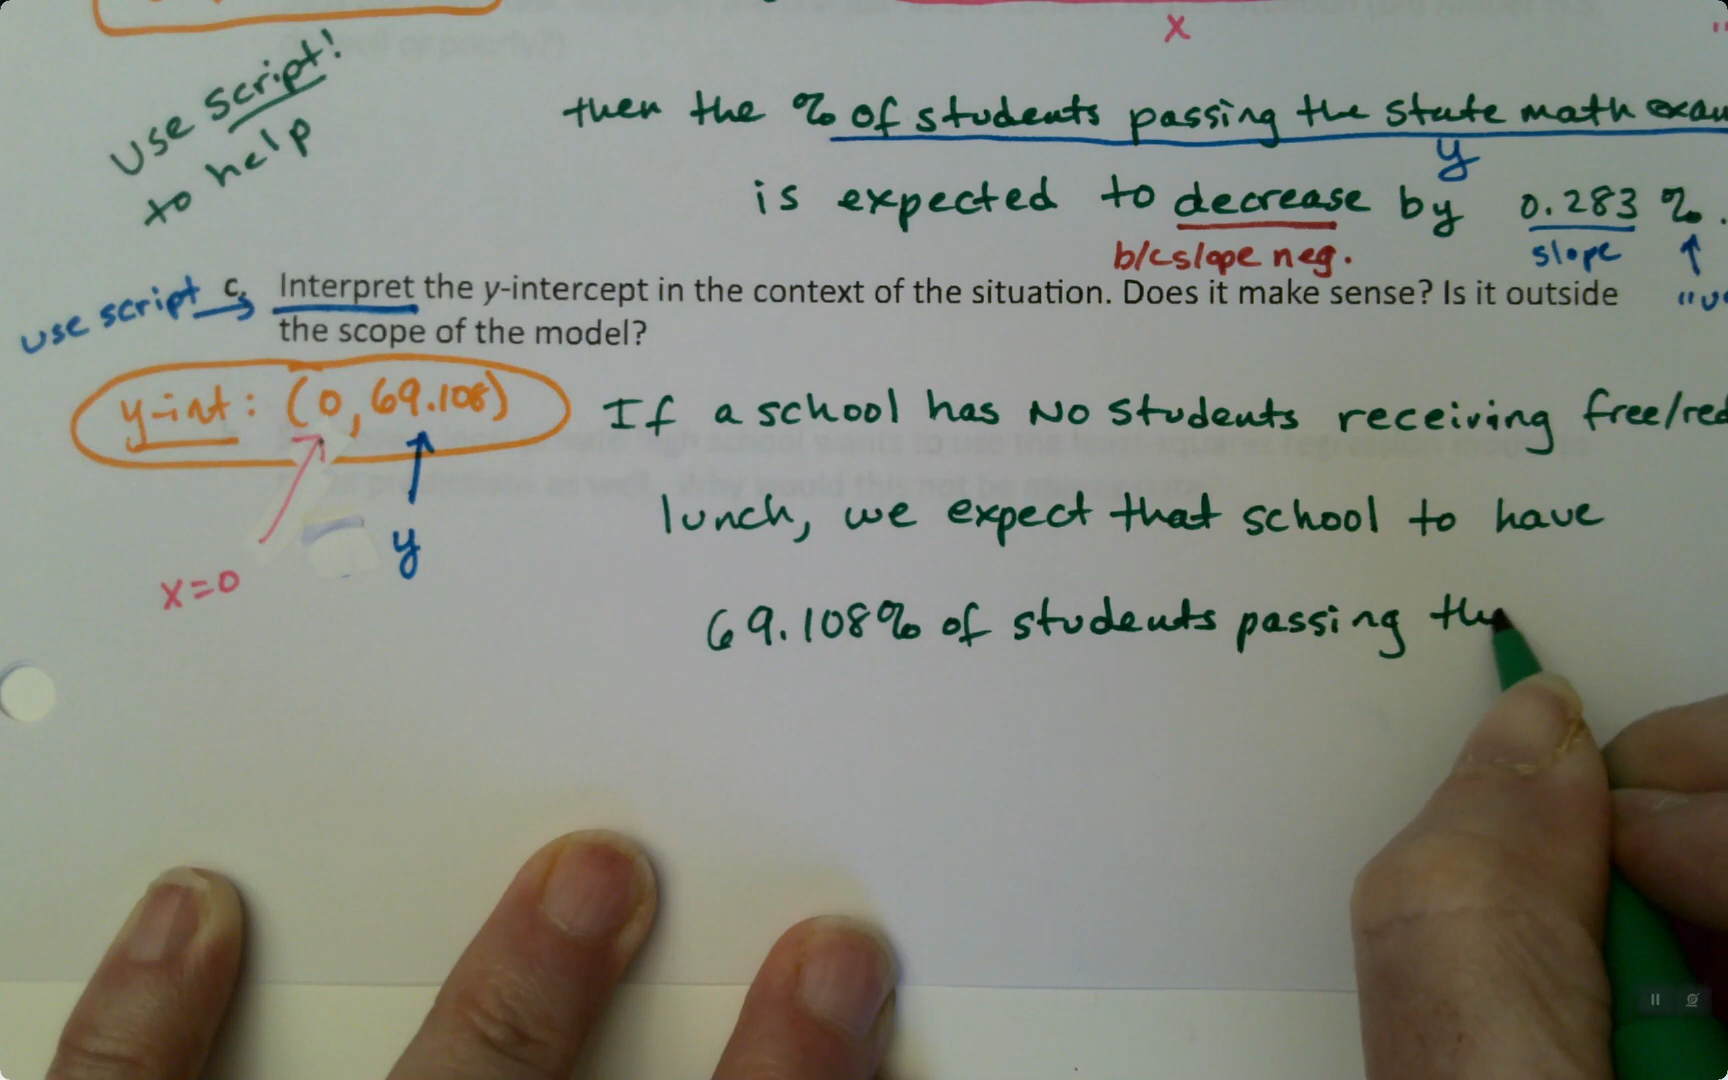 x
use script!
to help
then the % of students passing the state math exam
y
is expected to decrease by 0.283 %.
b/c slope neg.
slope
use script
c. Interpret the y-intercept in the context of the situation. Does it make sense? Is it outside
the scope of the model?
y-int: (0, 69.108)
If a school has NO students receiving free/red
lunch, we expect that school to have
y
x=0
69.108% of students passing the